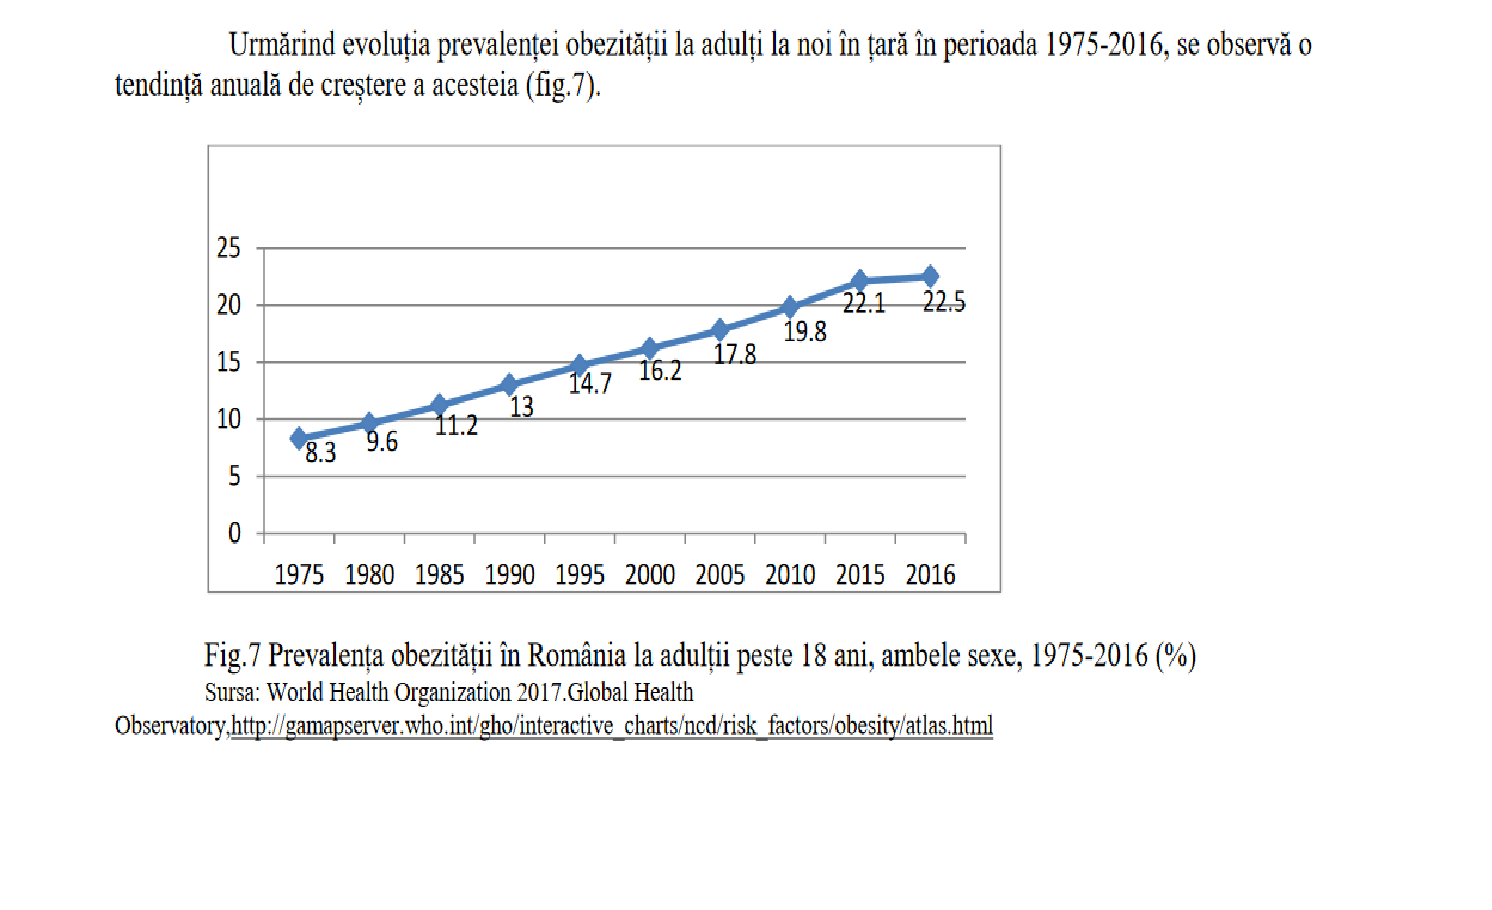 Urmărind evoluția prevalenței obezității la adulți la noi în țară în perioada 1975-2016, se observă o
tendință anuală de creștere a acesteia (fig.7).
25
20
15
10
5
0
8.3
9.6
11.2
13
14.7
16.2
17.8
19.8
22.1
22.5
1975 1980 1985 1990 1995 2000 2005 2010 2015 2016
Fig.7 Prevalența obezității în România la adulții peste 18 ani, ambele sexe, 1975-2016 (%)
Sursa: World Health Organization 2017.Global Health
Observatory,http://gamapserver.who.int/gho/interactive_charts/ncd/risk_factors/obesity/atlas.html